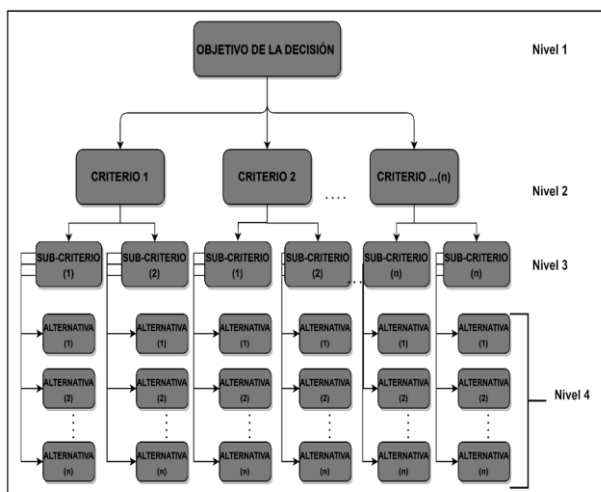 OBJETIVO DE LA DECISIÓN
Nivel 1
CRITERIO 1
CRITERIO 2
CRITERIO ...(n)
....
Nivel 2
SUB-CRITERIO
(1)
SUB-CRITERIO
(2)
SUB-CRITERIO
(1)
SUB-CRITERIO
(2)
...
SUB-CRITERIO
(n)
SUB-CRITERIO
(n)
Nivel 3
ALTERNATIVA
(1)
ALTERNATIVA
(1)
ALTERNATIVA
(1)
ALTERNATIVA
(1)
ALTERNATIVA
(1)
ALTERNATIVA
(1)
ALTERNATIVA
(2)
ALTERNATIVA
(2)
ALTERNATIVA
(2)
ALTERNATIVA
(2)
ALTERNATIVA
(2)
ALTERNATIVA
(2)
Nivel 4
ALTERNATIVA
(n)
ALTERNATIVA
(n)
ALTERNATIVA
(n)
ALTERNATIVA
(n)
ALTERNATIVA
(n)
ALTERNATIVA
(n)